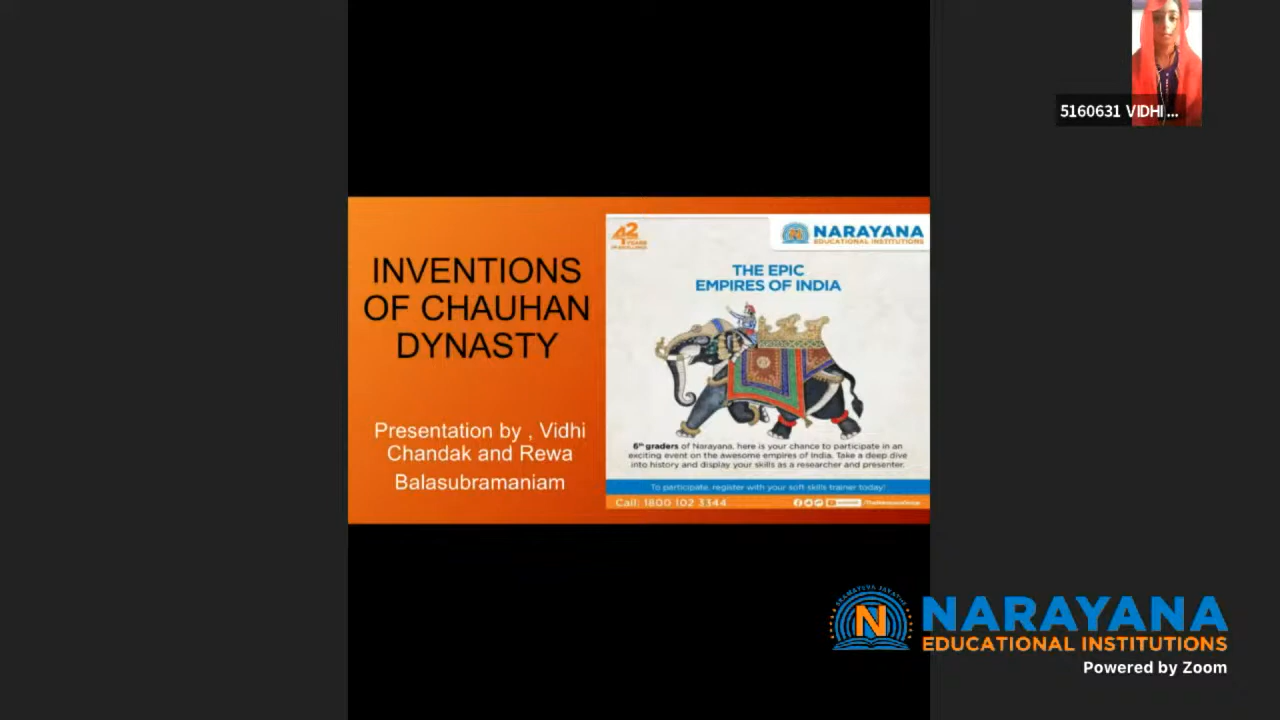 5160631 VIDHI ...
INVENTIONS
OF CHAUHAN
DYNASTY
Presentation by , Vidhi
Chandak and Rewa
Balasubramaniam
42
YEARS
NARAYANA
EDUCATIONAL INSTITUTIONS
THE EPIC
EMPIRES OF INDIA
6th graders of Narayana, here is your chance to participate in an
exciting event on the awesome empires of India. Take a deep dive
into history and display your skills as a researcher and presenter.
To participate, register with your soft skills trainer today!
Call: 1800 102 3344
N
NARAYANA
EDUCATIONAL INSTITUTIONS
Powered by Zoom